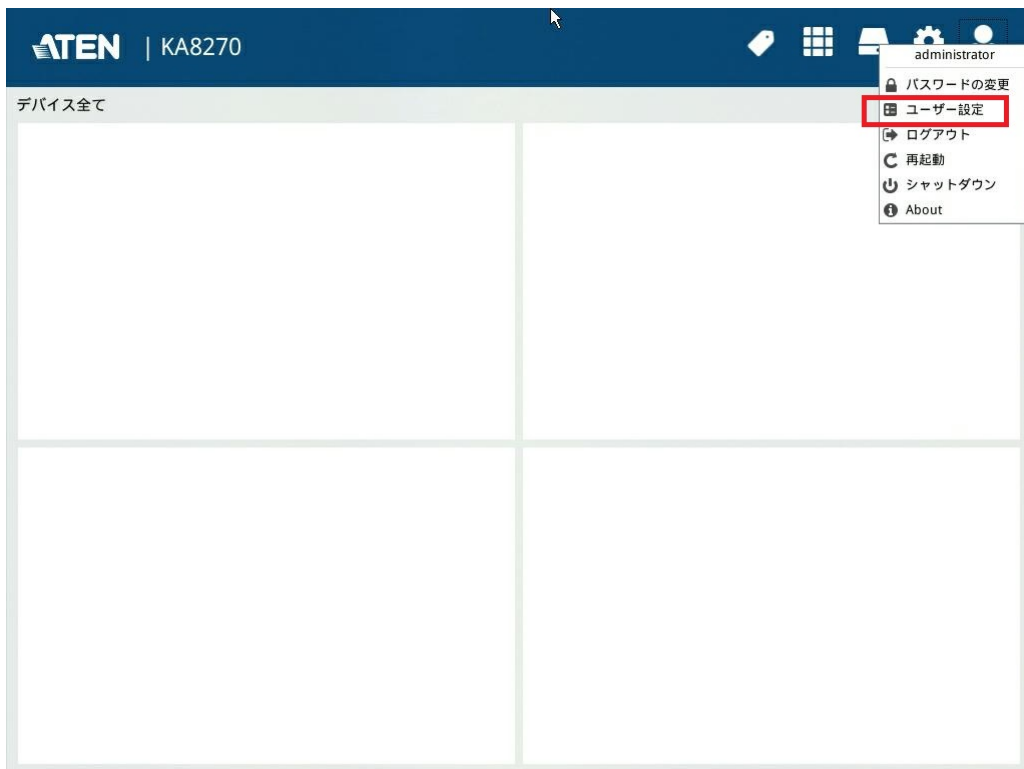 ATEN | KA8270
administrator
デバイス全て
パスワードの変更
ユーザー設定
ログアウト
再起動
シャットダウン
About